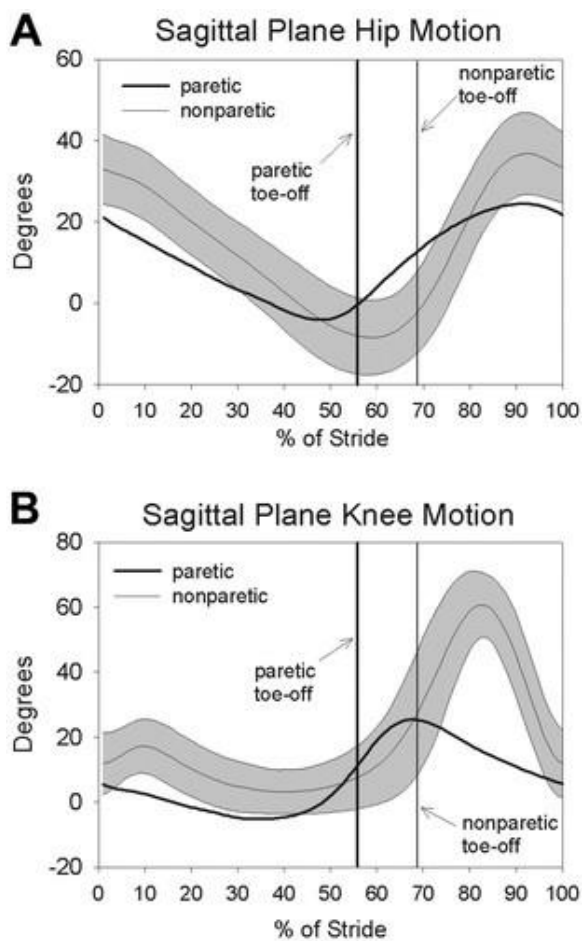 A
Sagittal Plane Hip Motion
60
40
20
0
-20
Degrees
paretic
nonparetic
nonparetic
toe-off
paretic
toe-off
0 10 20 30 40 50 60 70 80 90 100
% of Stride
B
Sagittal Plane Knee Motion
80
60
40
20
0
-20
Degrees
paretic
nonparetic
paretic
toe-off
nonparetic
toe-off
0 10 20 30 40 50 60 70 80 90 100
% of Stride